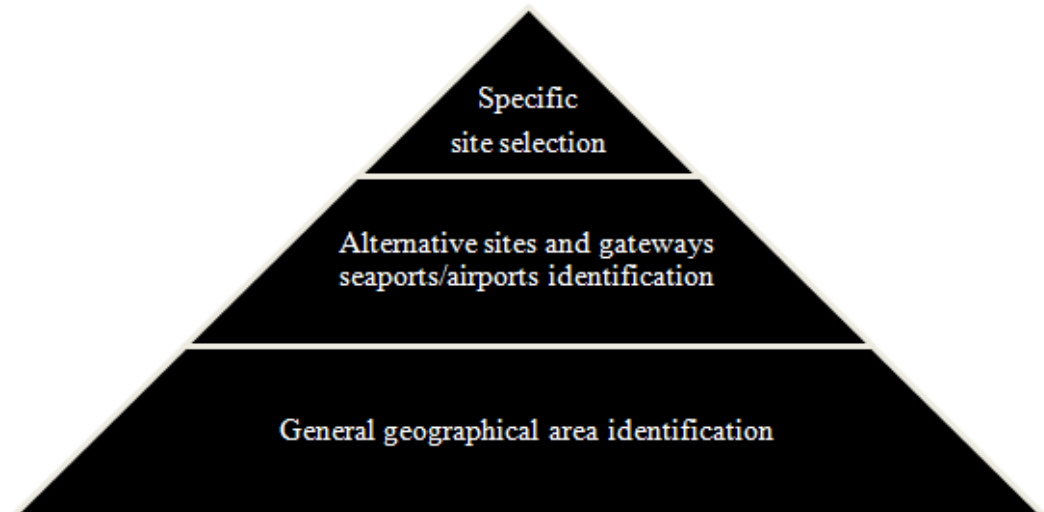 Specific
site selection
Alternative sites and gateways
seaports/airports identification
General geographical area identification